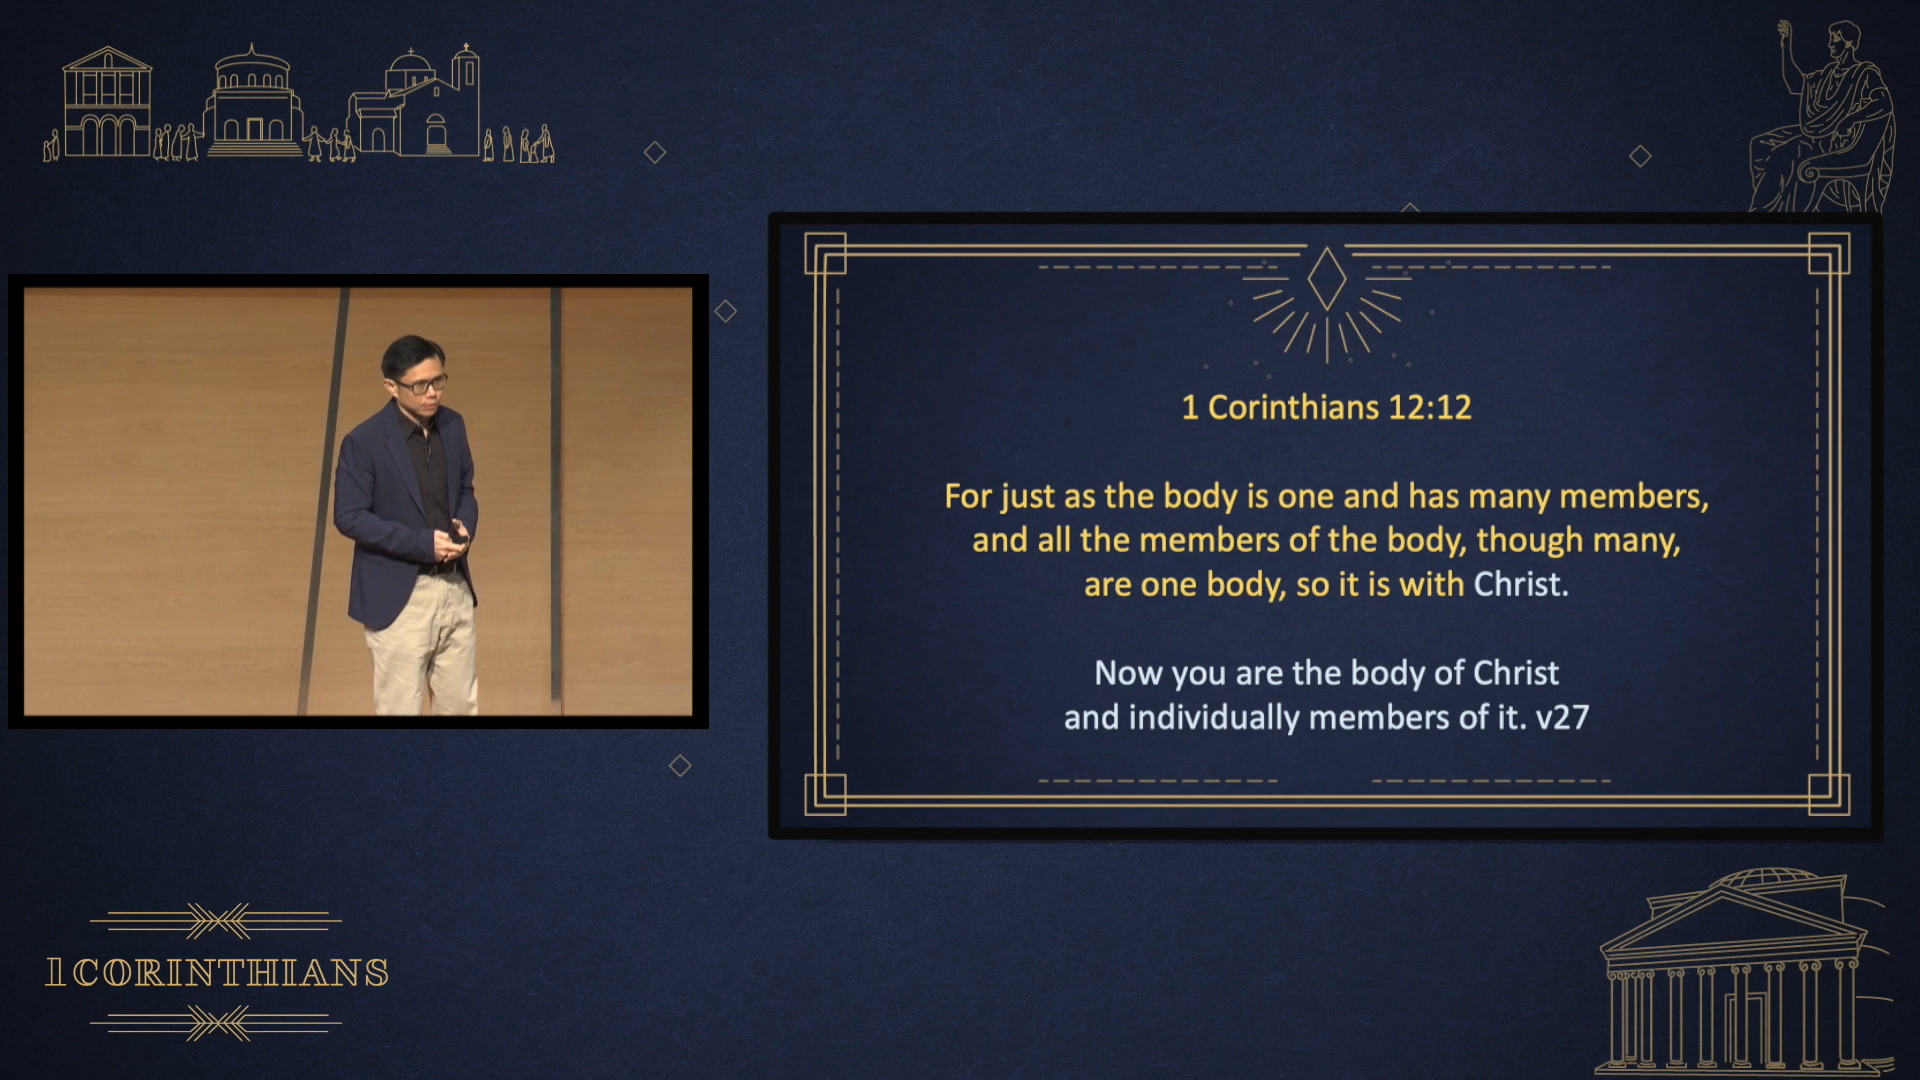 1 Corinthians 12:12
For just as the body is one and has many members,
and all the members of the body, though many,
are one body, so it is with Christ.
Now you are the body of Christ
and individually members of it. v27
1 CORINTHIANS